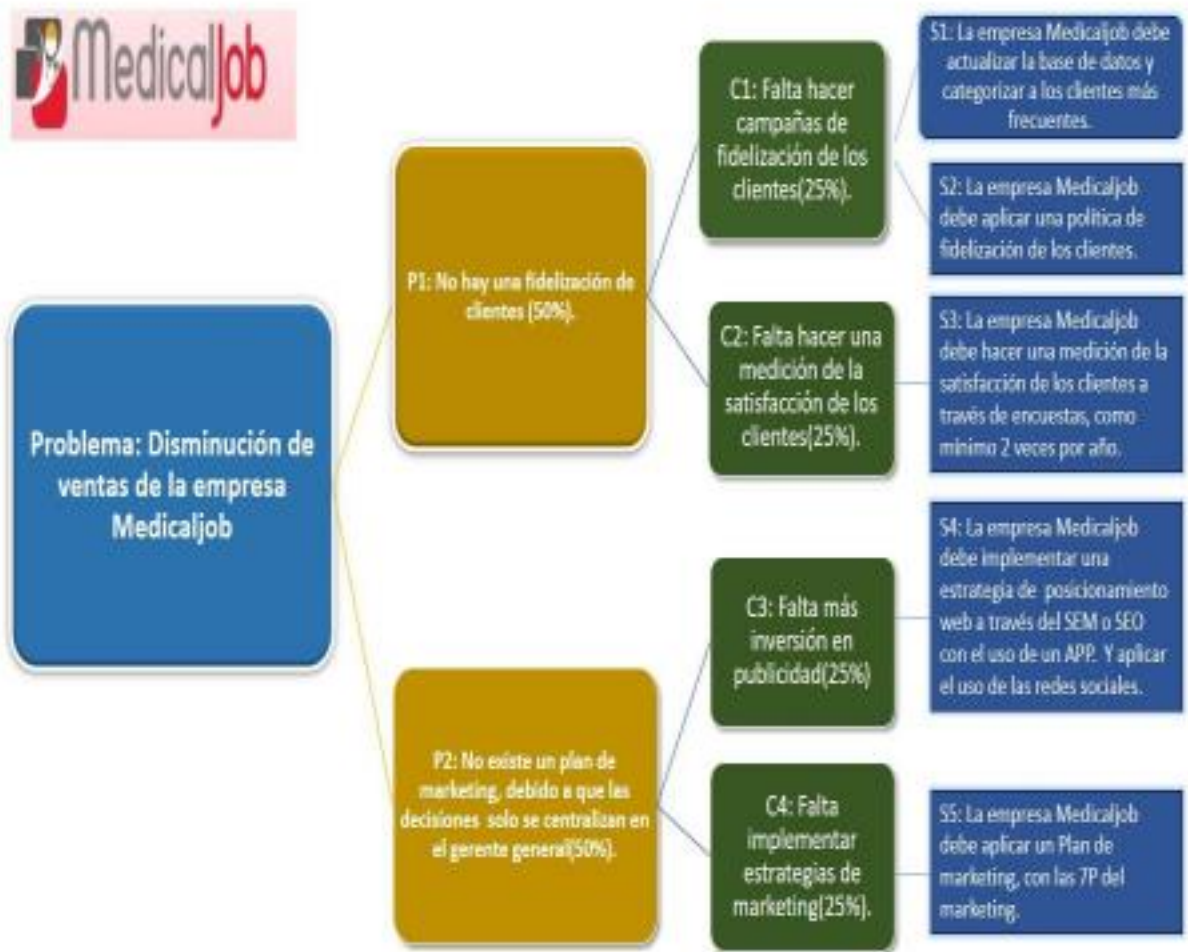 MedicalJob
Problema: Disminución de
ventas de la empresa
Medicaljob
P1: No hay una fidelización de
clientes (50%).
P2: No existe un plan de
marketing, debido a que las
decisiones solo se centralizan en
el gerente general(50%).
C1: Falta hacer
campañas de
fidelización de los
clientes(25%).
C2: Falta hacer una
medición de la
satisfacción de los
clientes(25%).
C3: Falta más
inversión en
publicidad(25%)
C4: Falta
implementar
estrategias de
marketing(25%).
S1: La empresa Medicaljob debe
actualizar la base de datos y
categorizar a los clientes más
frecuentes.
S2: La empresa Medicaljob
debe aplicar una política de
fidelización de los clientes.
S3: La empresa Medicaljob
debe hacer una medición de la
satisfacción de los clientes a
través de encuestas, como
mínimo 2 veces por año.
S4: La empresa Medicaljob
debe implementar una
estrategia de posicionamiento
web a través del SEM o SEO
con el uso de un APP. Y aplicar
el uso de las redes sociales.
S5: La empresa Medicaljob
debe aplicar un Plan de
marketing, con las 7P del
marketing.